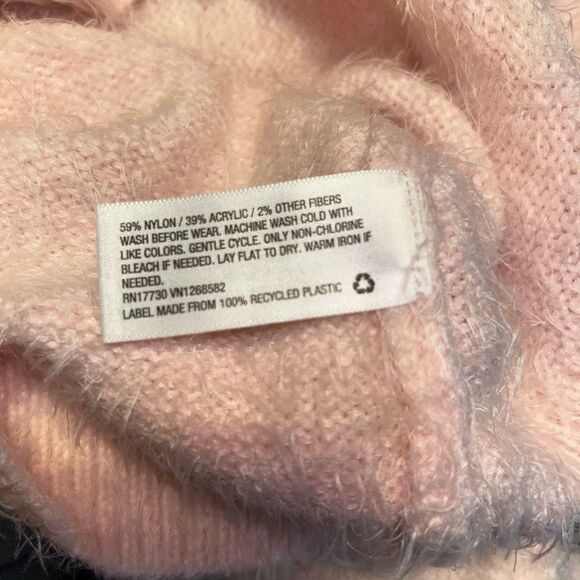 59% NYLON / 39% ACRYLIC / 2% OTHER FIBERS
WASH BEFORE WEAR. MACHINE WASH COLD WITH
LIKE COLORS. GENTLE CYCLE. ONLY NON-CHLORINE
BLEACH IF NEEDED. LAY FLAT TO DRY. WARM IRON IF
NEEDED.
RN17730 VN1268582
LABEL MADE FROM 100% RECYCLED PLASTIC